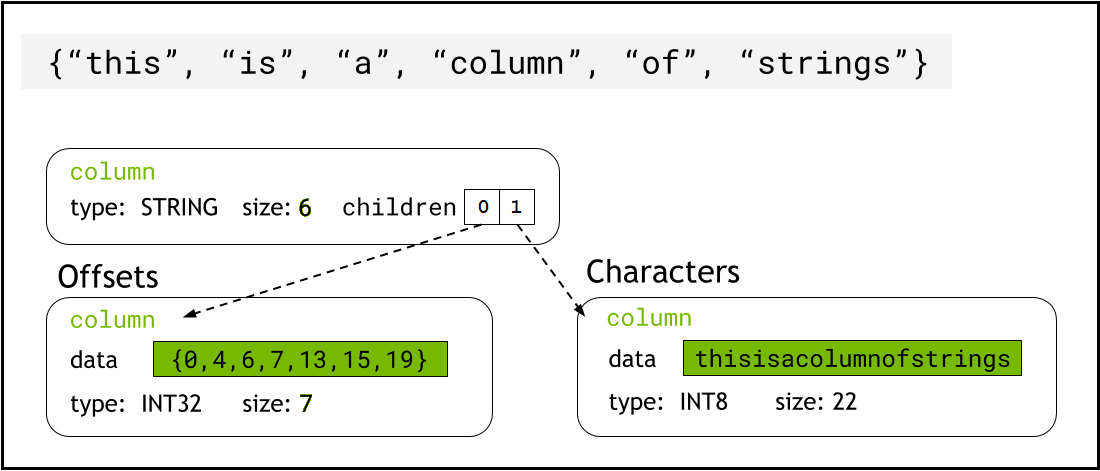 {“this”, “is”, “a”, “column”, “of”, “strings”}
column
type: STRING size: 6 children 0 1
Offsets
column
data {0,4,6,7,13,15,19}
type: INT32 size: 7
Characters
column
data thisisacolumnofstrings
type: INT8 size: 22